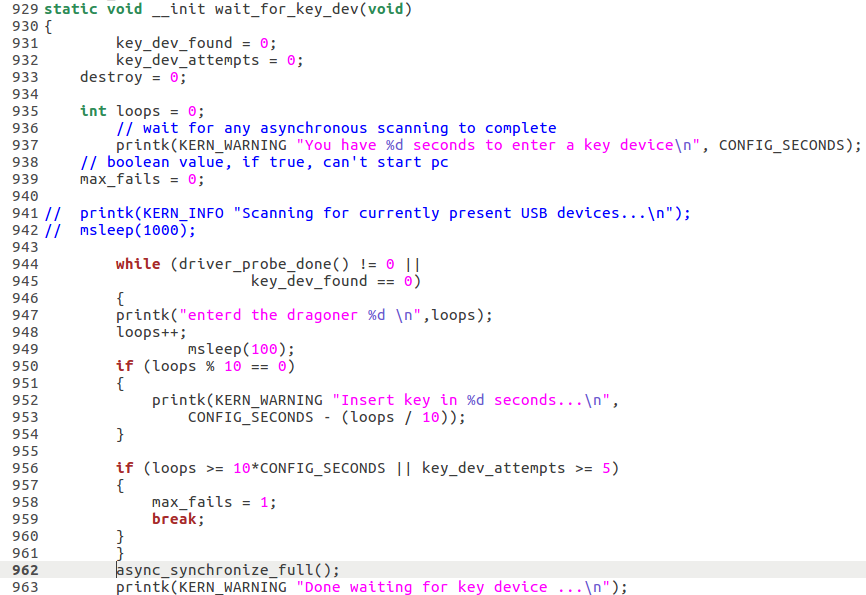 929 static void __init wait_for_key_dev(void)
930 {
931         key_dev_found = 0;
932         key_dev_attempts = 0;
933     destroy = 0;
934
935     int loops = 0;
936         // wait for any asynchronous scanning to complete
937         printk(KERN_WARNING "You have %d seconds to enter a key device\n", CONFIG_SECONDS);
938     // boolean value, if true, can't start pc
939     max_fails = 0;
940
941 //  printk(KERN_INFO "Scanning for currently present USB devices...\n");
942 //  msleep(1000);
943
944         while (driver_probe_done() != 0 ||
945                        key_dev_found == 0)
946         {
947         printk("enterd the dragoner %d \n",loops);
948         loops++;
949                 msleep(100);
950         if (loops % 10 == 0)
951         {
952             printk(KERN_WARNING "Insert key in %d seconds...\n",
953                 CONFIG_SECONDS - (loops / 10));
954         }
955
956         if (loops >= 10*CONFIG_SECONDS || key_dev_attempts >= 5)
957         {
958             max_fails = 1;
959             break;
960         }
961         }
962         async_synchronize_full();
963         printk(KERN_WARNING "Done waiting for key device ...\n");